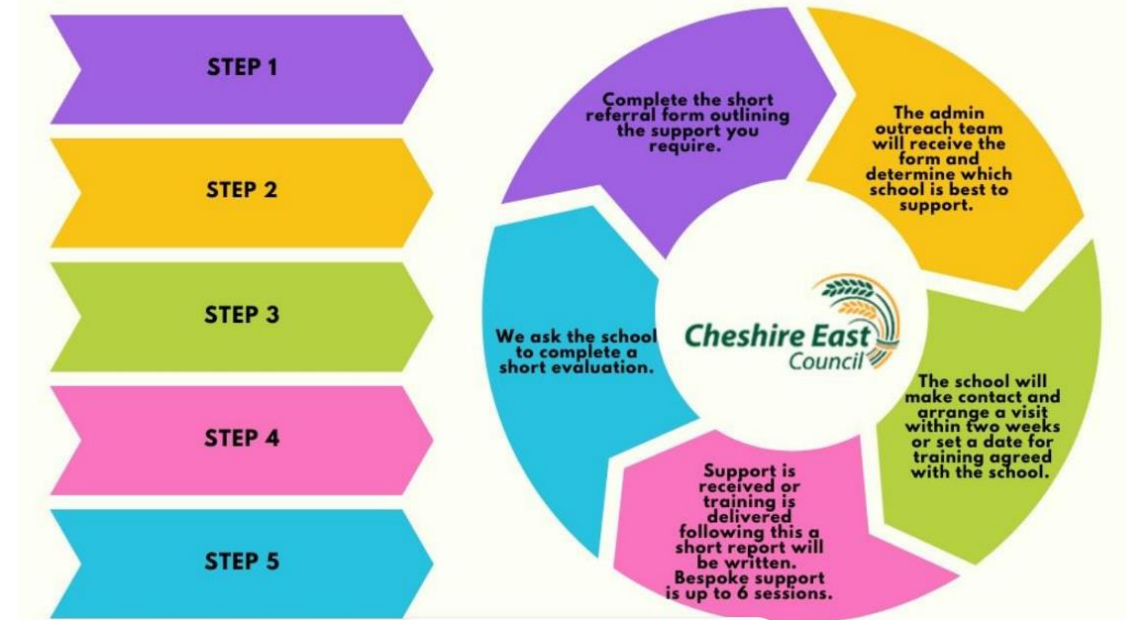 STEP 1
STEP 2
STEP 3
STEP 4
STEP 5
Complete the short
referral form outlining
the support you
require.
The admin
outreach team
will receive the
form and
determine which
school is best to
support.
The school will
make contact and
arrange a visit
within two weeks
or set a date for
training agreed
with the school.
Support is
received or
training is
delivered
following this a
short report will
be written.
Bespoke support
is up to 6 sessions.
We ask the school
to complete a
short evaluation.
Cheshire East
Council